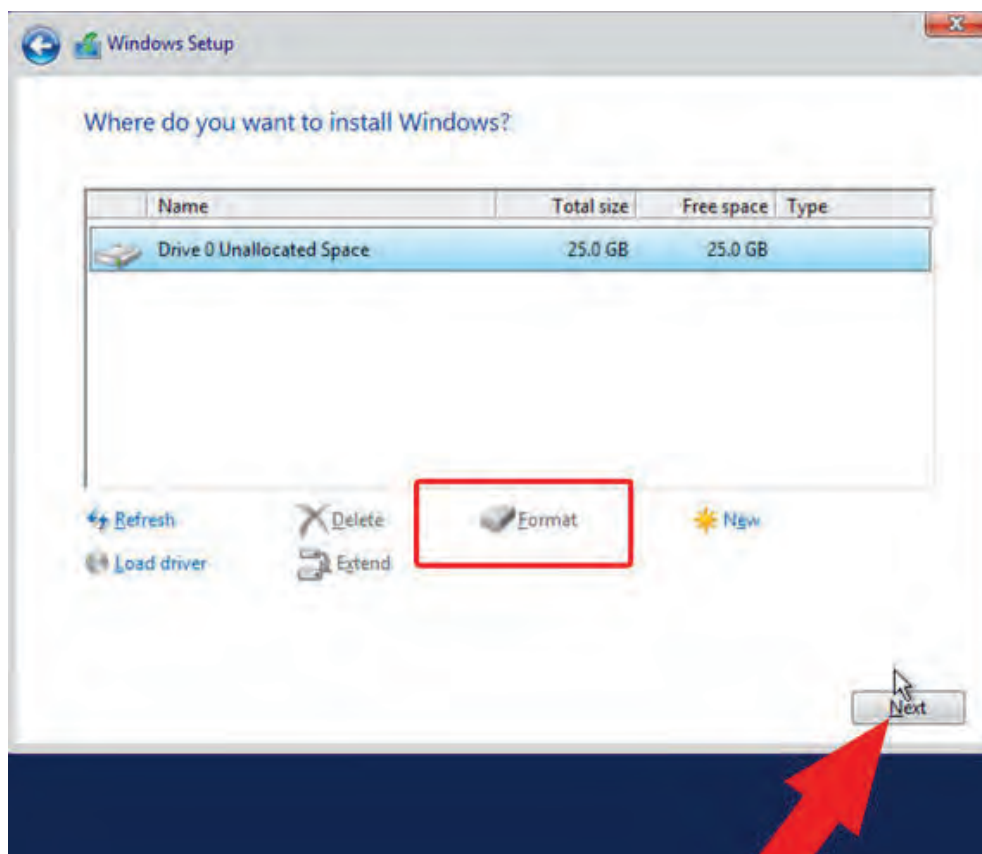 Windows Setup
Where do you want to install Windows?
Name Total size Free space Type
Drive 0 Unallocated Space 25.0 GB 25.0 GB
Refresh Delete Format New
Load driver Extend
Next